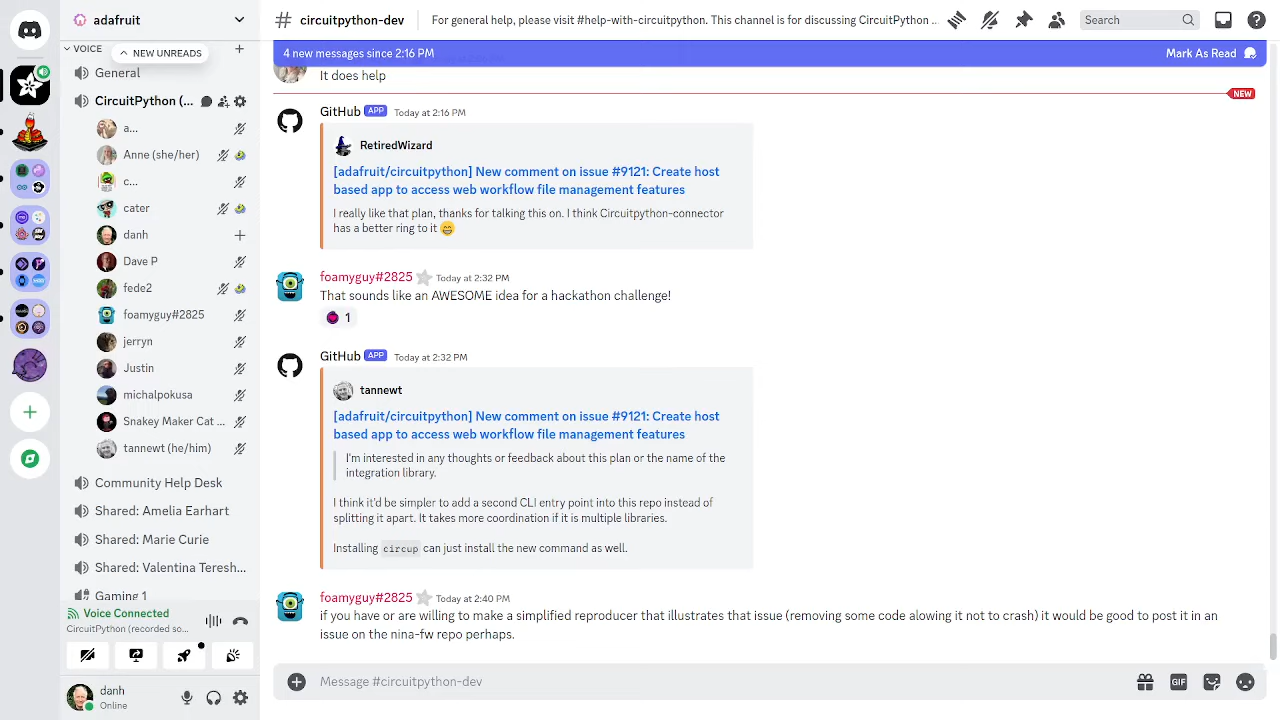 adafruit
# circuitpython-dev
For general help, please visit #help-with-circuitpython. This channel is for discussing CircuitPython ...
Search
VOICE
NEW UNREADS
4 new messages since 2:16 PM
Mark As Read
General
CircuitPython (...
a...
Anne (she/her)
c...
cater
danh
Dave P
fede2
foamyguy#2825
jerryn
Justin
michalpokusa
Snakey Maker Cat ...
tannewt (he/him)
Community Help Desk
Shared: Amelia Earhart
Shared: Marie Curie
Shared: Valentina Teresh...
Gaming 1
Voice Connected
CircuitPython (recorded so...
danh
Online
It does help
NEW
GitHub APP Today at 2:16 PM
RetiredWizard
[adafruit/circuitpython] New comment on issue #9121: Create host
based app to access web workflow file management features
I really like that plan, thanks for talking this on. I think Circuitpython-connector
has a better ring to it 😄
foamyguy#2825 Today at 2:32 PM
That sounds like an AWESOME idea for a hackathon challenge!
1
GitHub APP Today at 2:32 PM
tannewt
[adafruit/circuitpython] New comment on issue #9121: Create host
based app to access web workflow file management features
I'm interested in any thoughts or feedback about this plan or the name of the
integration library.
I think it'd be simpler to add a second CLI entry point into this repo instead of
splitting it apart. It takes more coordination if it is multiple libraries.
Installing circup can just install the new command as well.
foamyguy#2825 Today at 2:40 PM
if you have or are willing to make a simplified reproducer that illustrates that issue (removing some code alowing it not to crash) it would be good to post it in an
issue on the nina-fw repo perhaps.
Message #circuitpython-dev
GIF